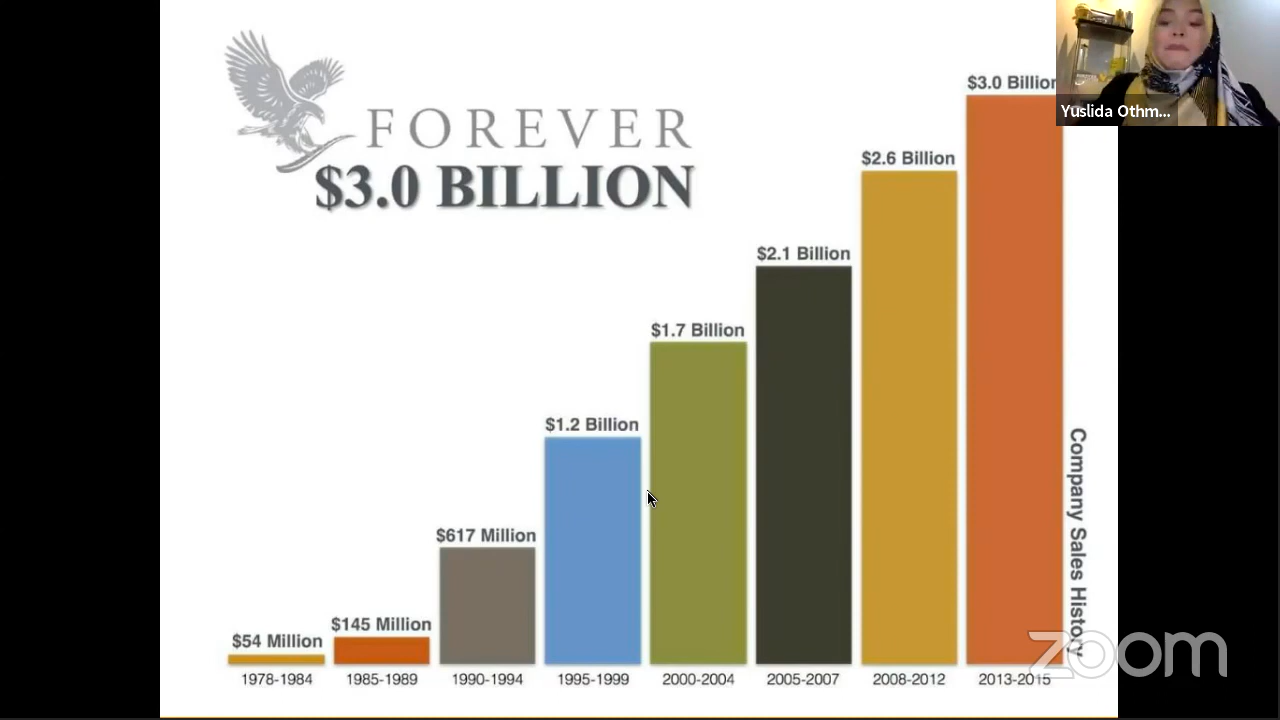 FOREVER
$3.0 BILLION
$54 Million
$145 Million
$617 Million
$1.2 Billion
$1.7 Billion
$2.1 Billion
$2.6 Billion
$3.0 Billion
1978-1984
1985-1989
1990-1994
1995-1999
2000-2004
2005-2007
2008-2012
2013-2015
Company Sales History
Yuslida Othm...
zoom